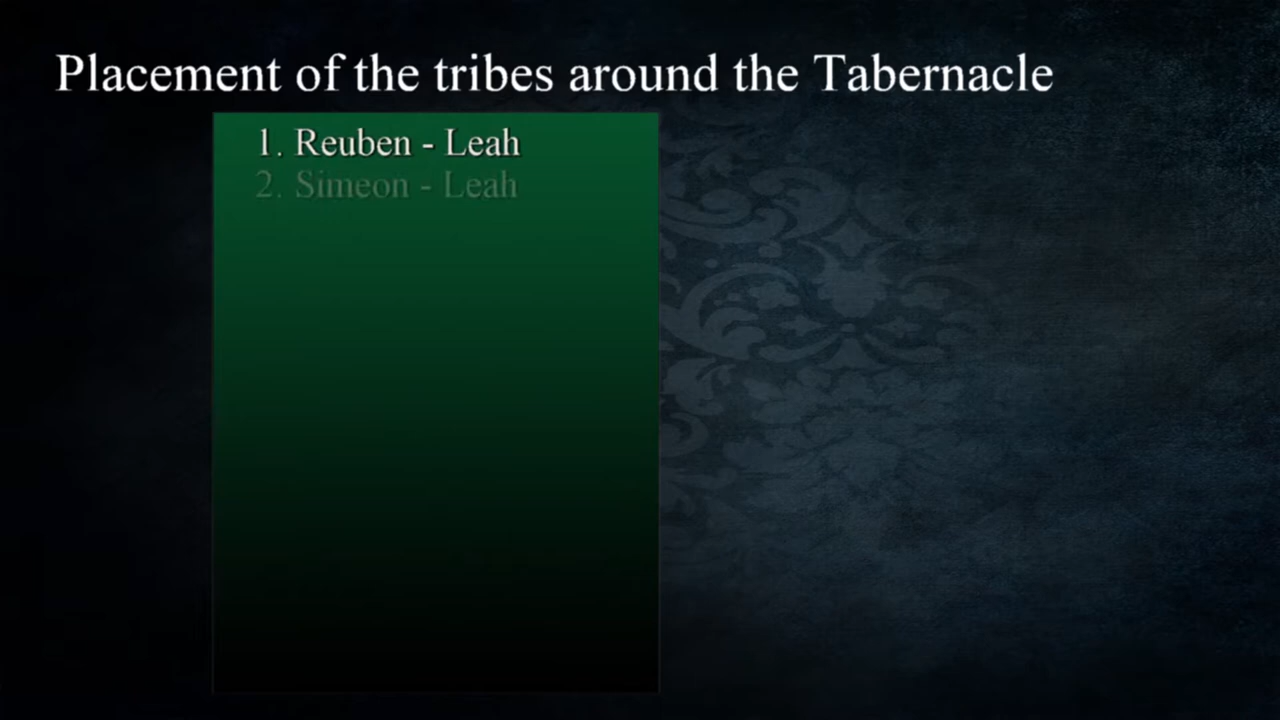 Placement of the tribes around the Tabernacle
1. Reuben - Leah
2. Simeon - Leah